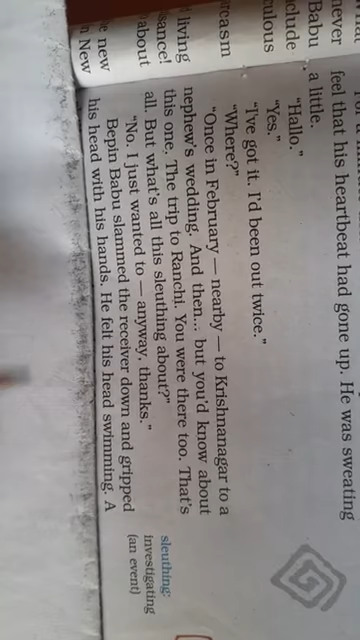 never feel that his heartbeat had gone up. He was sweating
Babu a little.
clude "Hallo."
culous "Yes."
"I've got it. I'd been out twice."
rcasm "Where?"
"Once in February — nearby — to Krishnanagar to a
living nephew's wedding. And then... but you'd know about
sance! this one. The trip to Ranchi. You were there too. That's
about all. But what's all this sleuthing about?"
"No. I just wanted to — anyway, thanks."
new Bepin Babu slammed the receiver down and gripped
n New his head with his hands. He felt his head swimming. A
sleuthing:
investigating
(an event)